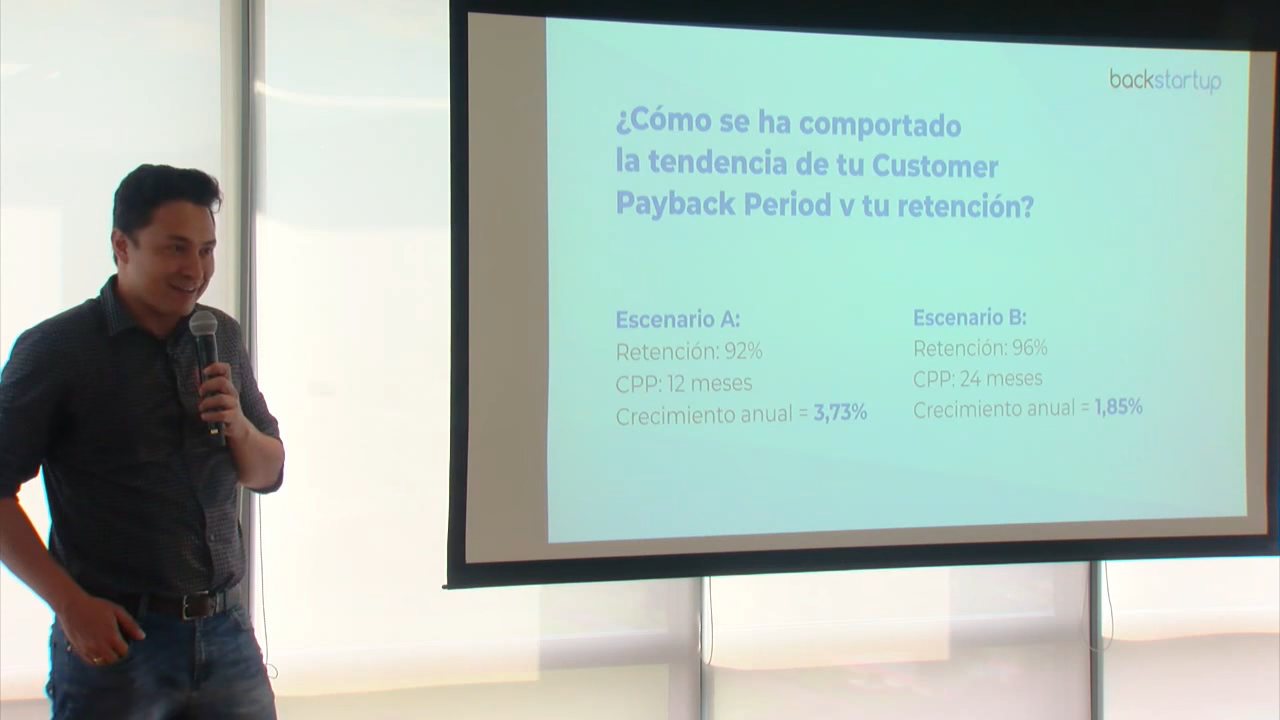 backstartup
¿Cómo se ha comportado
la tendencia de tu Customer
Payback Period y tu retención?
Escenario A:
Retención: 92%
CPP: 12 meses
Crecimiento anual = 3,73%
Escenario B:
Retención: 96%
CPP: 24 meses
Crecimiento anual = 1,85%